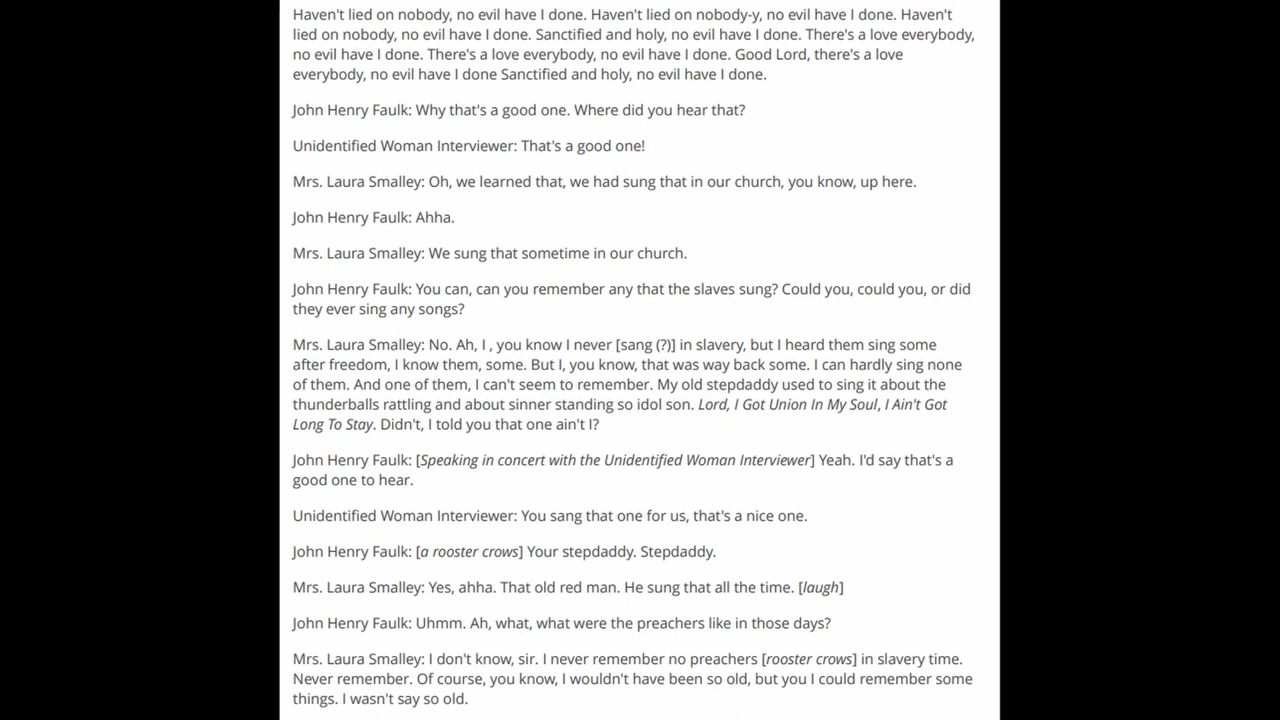 Haven't lied on nobody, no evil have I done. Haven't lied on nobody-y, no evil have I done. Haven't
lied on nobody, no evil have I done. Sanctified and holy, no evil have I done. There's a love everybody,
no evil have I done. There's a love everybody, no evil have I done. Good Lord, there's a love
everybody, no evil have I done Sanctified and holy, no evil have I done.
John Henry Faulk: Why that's a good one. Where did you hear that?
Unidentified Woman Interviewer: That's a good one!
Mrs. Laura Smalley: Oh, we learned that, we had sung that in our church, you know, up here.
John Henry Faulk: Ahha.
Mrs. Laura Smalley: We sung that sometime in our church.
John Henry Faulk: You can, can you remember any that the slaves sung? Could you, could you, or did
they ever sing any songs?
Mrs. Laura Smalley: No. Ah, I , you know I never [sang (?)] in slavery, but I heard them sing some
after freedom, I know them, some. But I, you know, that was way back some. I can hardly sing none
of them. And one of them, I can't seem to remember. My old stepdaddy used to sing it about the
thunderballs rattling and about sinner standing so idol son. Lord, I Got Union In My Soul, I Ain't Got
Long To Stay. Didn't, I told you that one ain't I?
John Henry Faulk: [Speaking in concert with the Unidentified Woman Interviewer] Yeah. I'd say that's a
good one to hear.
Unidentified Woman Interviewer: You sang that one for us, that's a nice one.
John Henry Faulk: [a rooster crows] Your stepdaddy. Stepdaddy.
Mrs. Laura Smalley: Yes, ahha. That old red man. He sung that all the time. [laugh]
John Henry Faulk: Uhmm. Ah, what, what were the preachers like in those days?
Mrs. Laura Smalley: I don't know, sir. I never remember no preachers [rooster crows] in slavery time.
Never remember. Of course, you know, I wouldn't have been so old, but you I could remember some
things. I wasn't say so old.